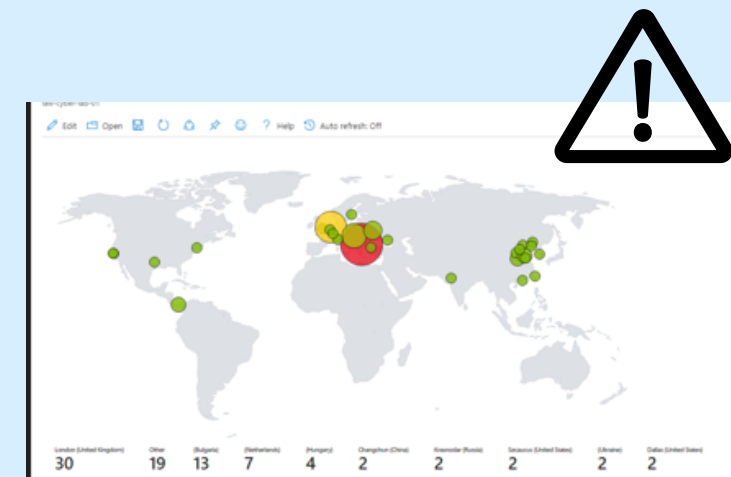 Edit Open ? Help Auto refresh: Off
London (United Kingdom) Other (Bulgaria) (Netherlands) (Hungary) Changchun (China) Krasnodar (Russia) Secaucus (United States) (Ukraine) Dallas (United States)
30 19 13 7 4 2 2 2 2 2